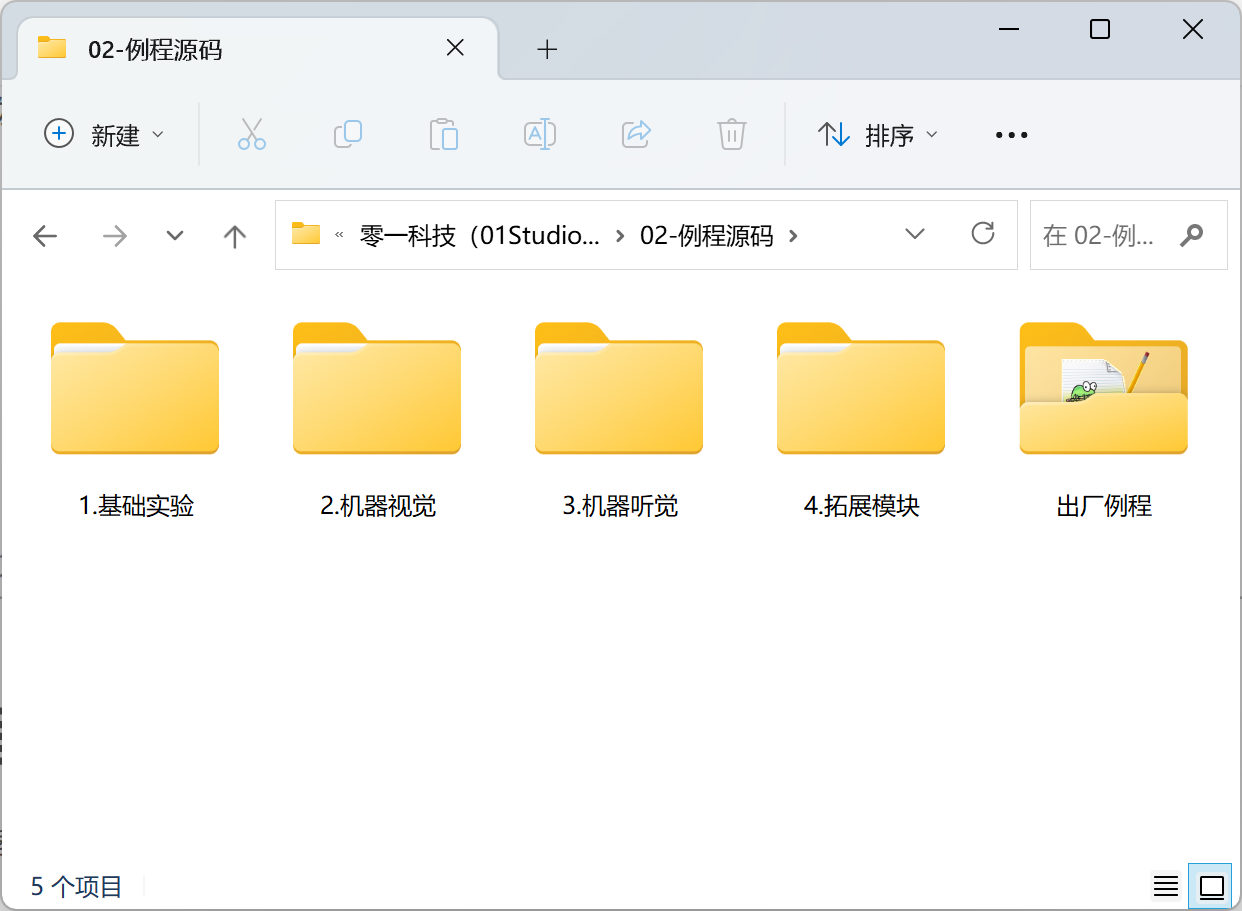 02-例程源码
新建
排序
« 零一科技（01Studio... › 02-例程源码 ›
在 02-例...
1.基础实验
2.机器视觉
3.机器听觉
4.拓展模块
出厂例程
5 个项目